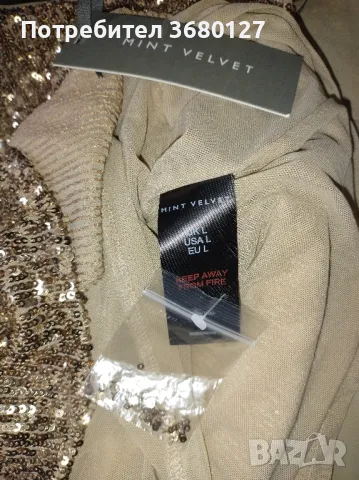 Потребител 3680127
MINT VELVET
MINT VELVET
UK L
USA L
EU L
KEEP AWAY
FROM FIRE
BAZAR